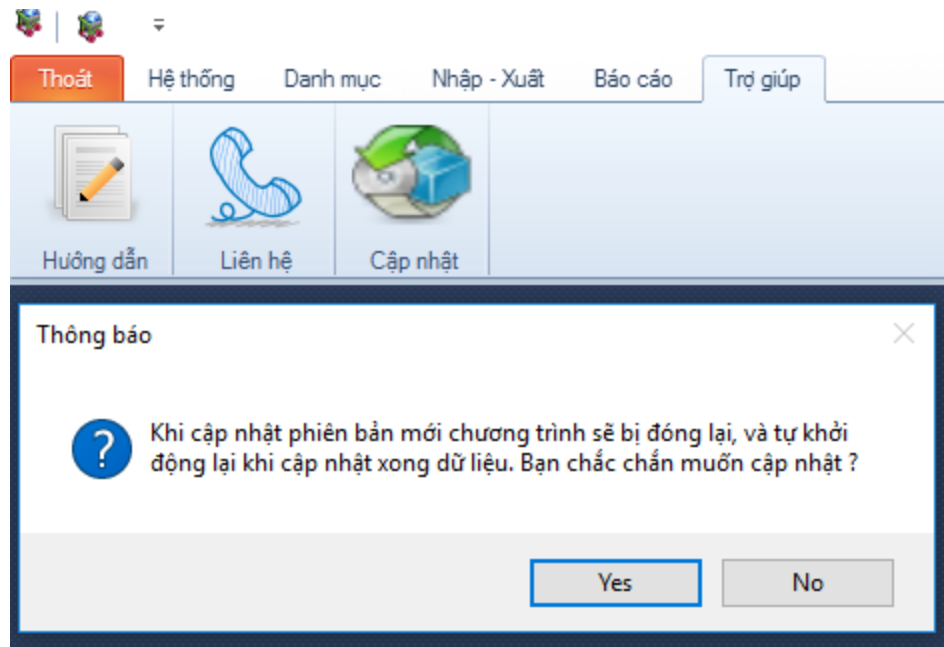 Thoát Hệ thống Danh mục Nhập - Xuất Báo cáo Trợ giúp
Hướng dẫn Liên hệ Cập nhật
Thông báo
Khi cập nhật phiên bản mới chương trình sẽ bị đóng lại, và tự khởi
động lại khi cập nhật xong dữ liệu. Bạn chắc chắn muốn cập nhật ?
Yes No